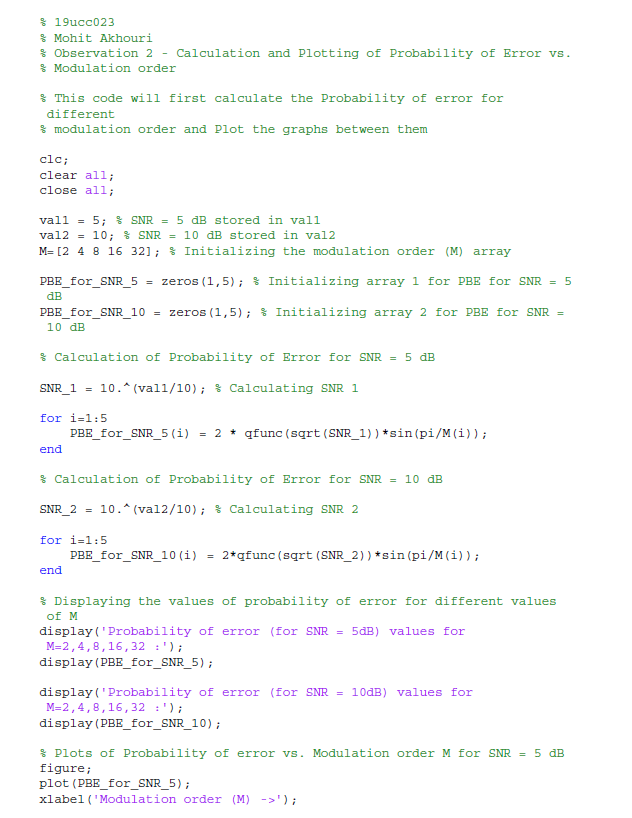 % 19ucc023
% Mohit Akhouri
% Observation 2 - Calculation and Plotting of Probability of Error vs.
% Modulation order
% This code will first calculate the Probability of error for
different
% modulation order and Plot the graphs between them
clc;
clear all;
close all;
val1 = 5; % SNR = 5 dB stored in val1
val2 = 10; % SNR = 10 dB stored in val2
M=[2 4 8 16 32]; % Initializing the modulation order (M) array
PBE_for_SNR_5 = zeros(1,5); % Initializing array 1 for PBE for SNR = 5
dB
PBE_for_SNR_10 = zeros(1,5); % Initializing array 2 for PBE for SNR =
10 dB
% Calculation of Probability of Error for SNR = 5 dB
SNR_1 = 10.^(val1/10); % Calculating SNR 1
for i=1:5
PBE_for_SNR_5(i) = 2 * qfunc(sqrt(SNR_1))*sin(pi/M(i));
end
% Calculation of Probability of Error for SNR = 10 dB
SNR_2 = 10.^(val2/10); % Calculating SNR 2
for i=1:5
PBE_for_SNR_10(i) = 2*qfunc(sqrt(SNR_2))*sin(pi/M(i));
end
% Displaying the values of probability of error for different values
of M
display('Probability of error (for SNR = 5dB) values for
M=2,4,8,16,32 :');
display(PBE_for_SNR_5);
display('Probability of error (for SNR = 10dB) values for
M=2,4,8,16,32 :');
display(PBE_for_SNR_10);
% Plots of Probability of error vs. Modulation order M for SNR = 5 dB
figure;
plot(PBE_for_SNR_5);
xlabel('Modulation order (M) ->');